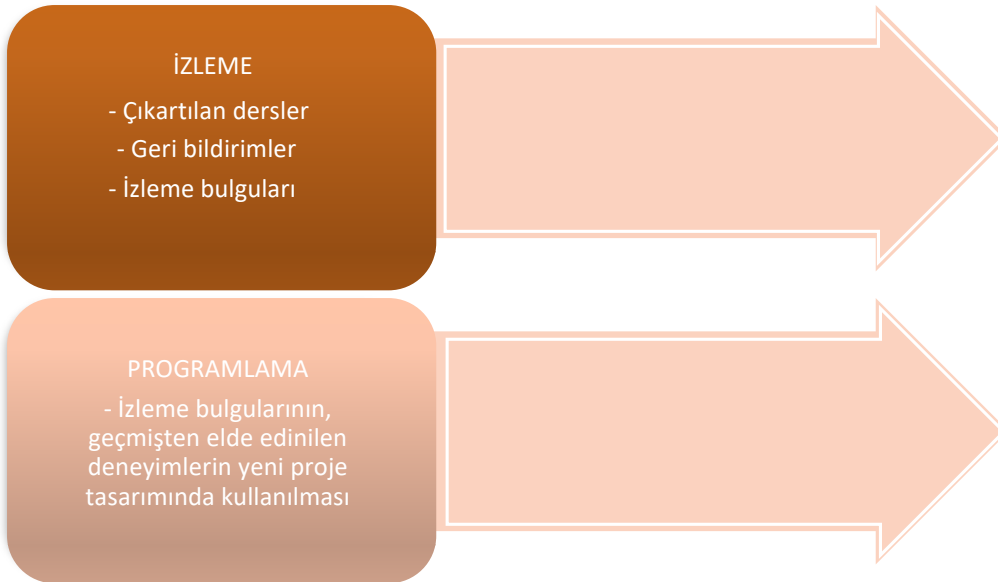 İZLEME
- Çıkartılan dersler
- Geri bildirimler
- İzleme bulguları
PROGRAMLAMA
- İzleme bulgularının,
geçmişten elde edinilen
deneyimlerin yeni proje
tasarımında kullanılması